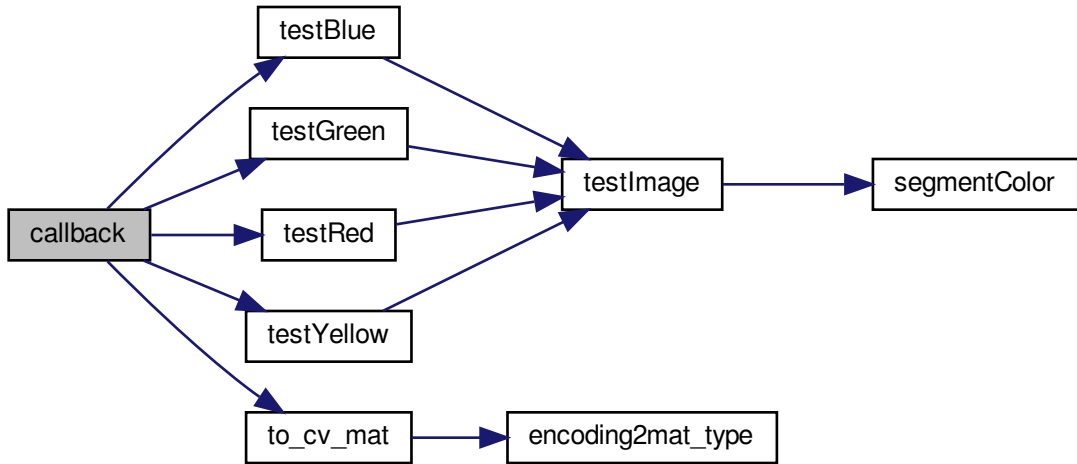 testBlue
testGreen
testImage
segmentColor
callback
testRed
testYellow
to_cv_mat
encoding2mat_type